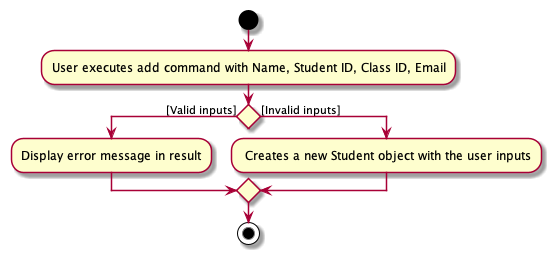 User executes add command with Name, Student ID, Class ID, Email
[Valid inputs]
[Invalid inputs]
Display error message in result
Creates a new Student object with the user inputs